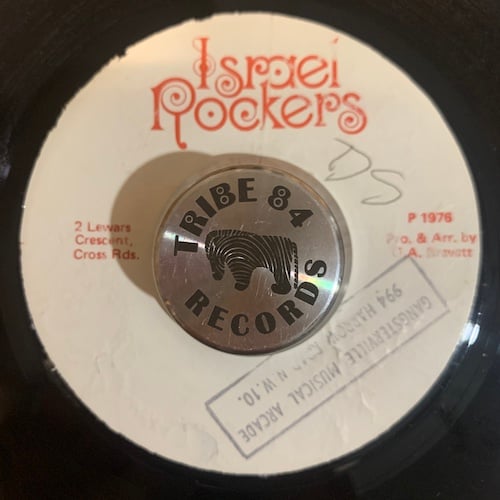 Israel
Rockers
DS
2 Lewars
Crescent,
Cross Rds.
P 1976
Pro. & Arr. by
TRIBE 84
RECORDS
GANGSTERVILLE MUSICAL ARCADE
994 HARROW N.W.10.